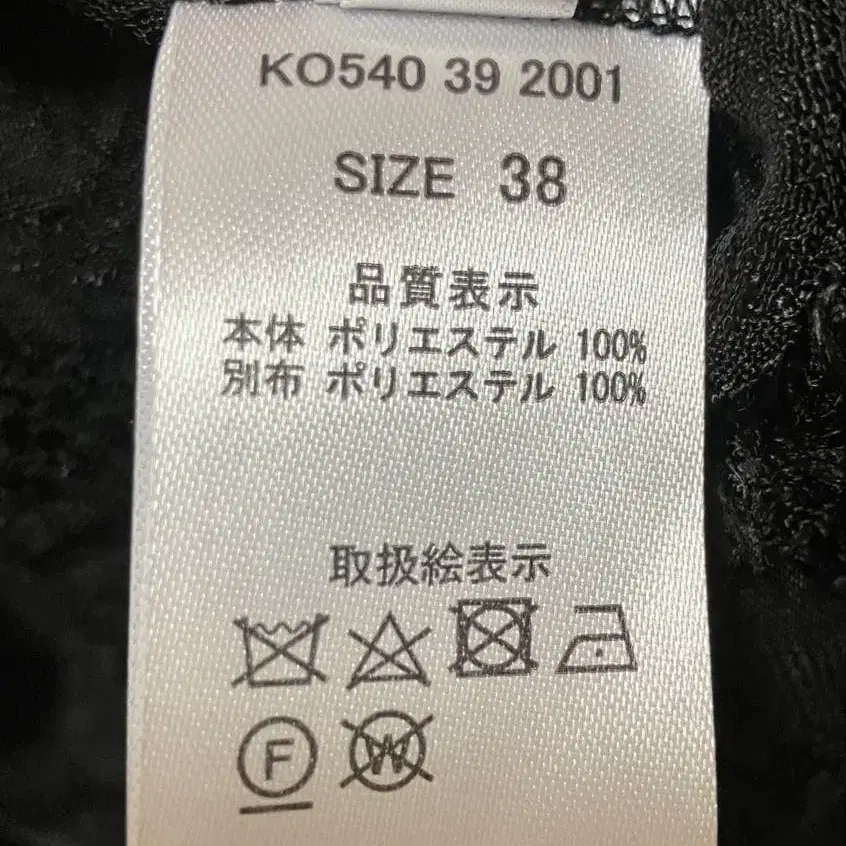 KO540 39 2001
SIZE 38
品質表示
本体 ポリエステル 100%
別布 ポリエステル 100%
取扱絵表示
F W